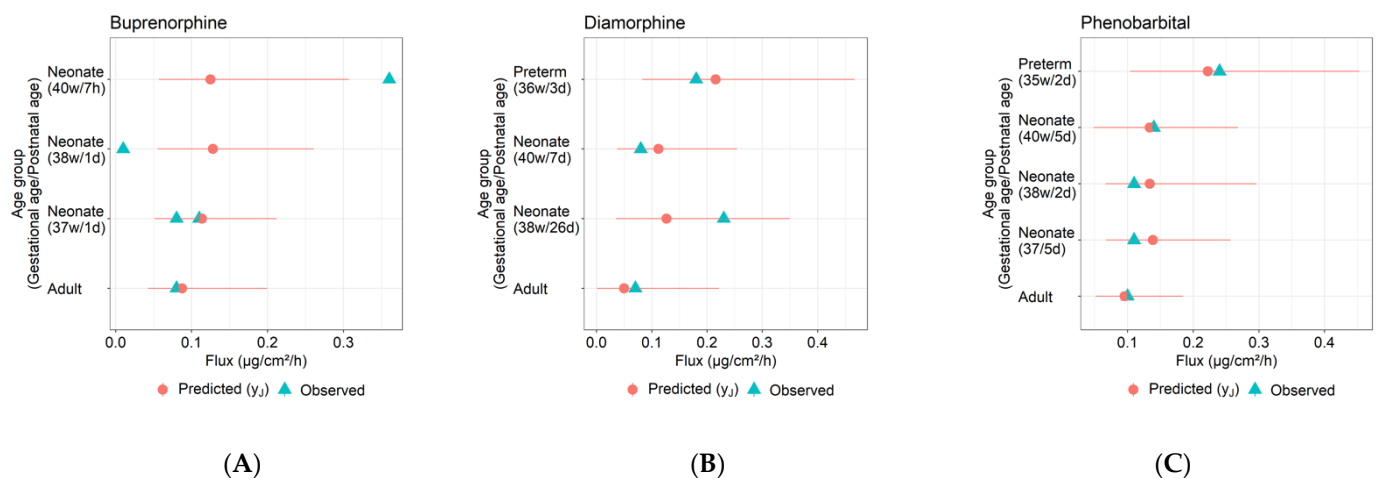 Buprenorphine
Age group
(Gestational age/Postnatal age)
Neonate
(40w/7h)
Neonate
(38w/1d)
Neonate
(37w/1d)
Adult
0.0 0.1 0.2 0.3
Flux (µg/cm²/h)
Predicted (yJ) Observed
(A)
Diamorphine
Age group
(Gestational age/Postnatal age)
Preterm
(36w/3d)
Neonate
(40w/7d)
Neonate
(38w/26d)
Adult
0.0 0.1 0.2 0.3 0.4
Flux (µg/cm²/h)
Predicted (yJ) Observed
(B)
Phenobarbital
Age group
(Gestational age/Postnatal age)
Preterm
(35w/2d)
Neonate
(40w/5d)
Neonate
(38w/2d)
Neonate
(37/5d)
Adult
0.1 0.2 0.3 0.4
Flux (µg/cm²/h)
Predicted (yJ) Observed
(C)